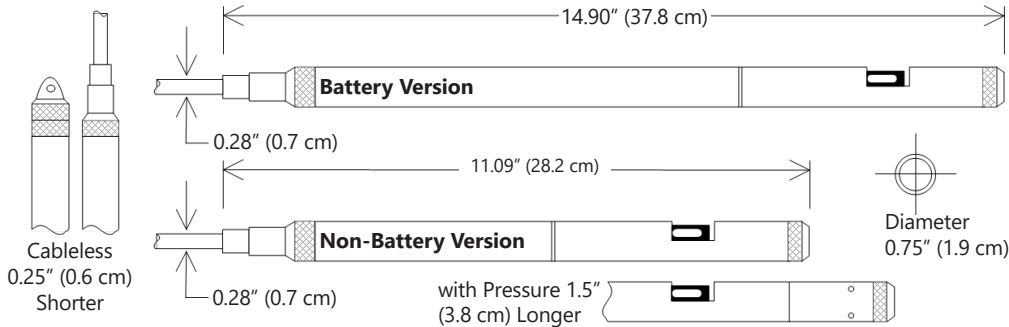 14.90” (37.8 cm)
Battery Version
0.28” (0.7 cm)
11.09” (28.2 cm)
Cableless
0.25” (0.6 cm)
Shorter
Non-Battery Version
Diameter
0.75” (1.9 cm)
0.28” (0.7 cm)
with Pressure 1.5”
(3.8 cm) Longer